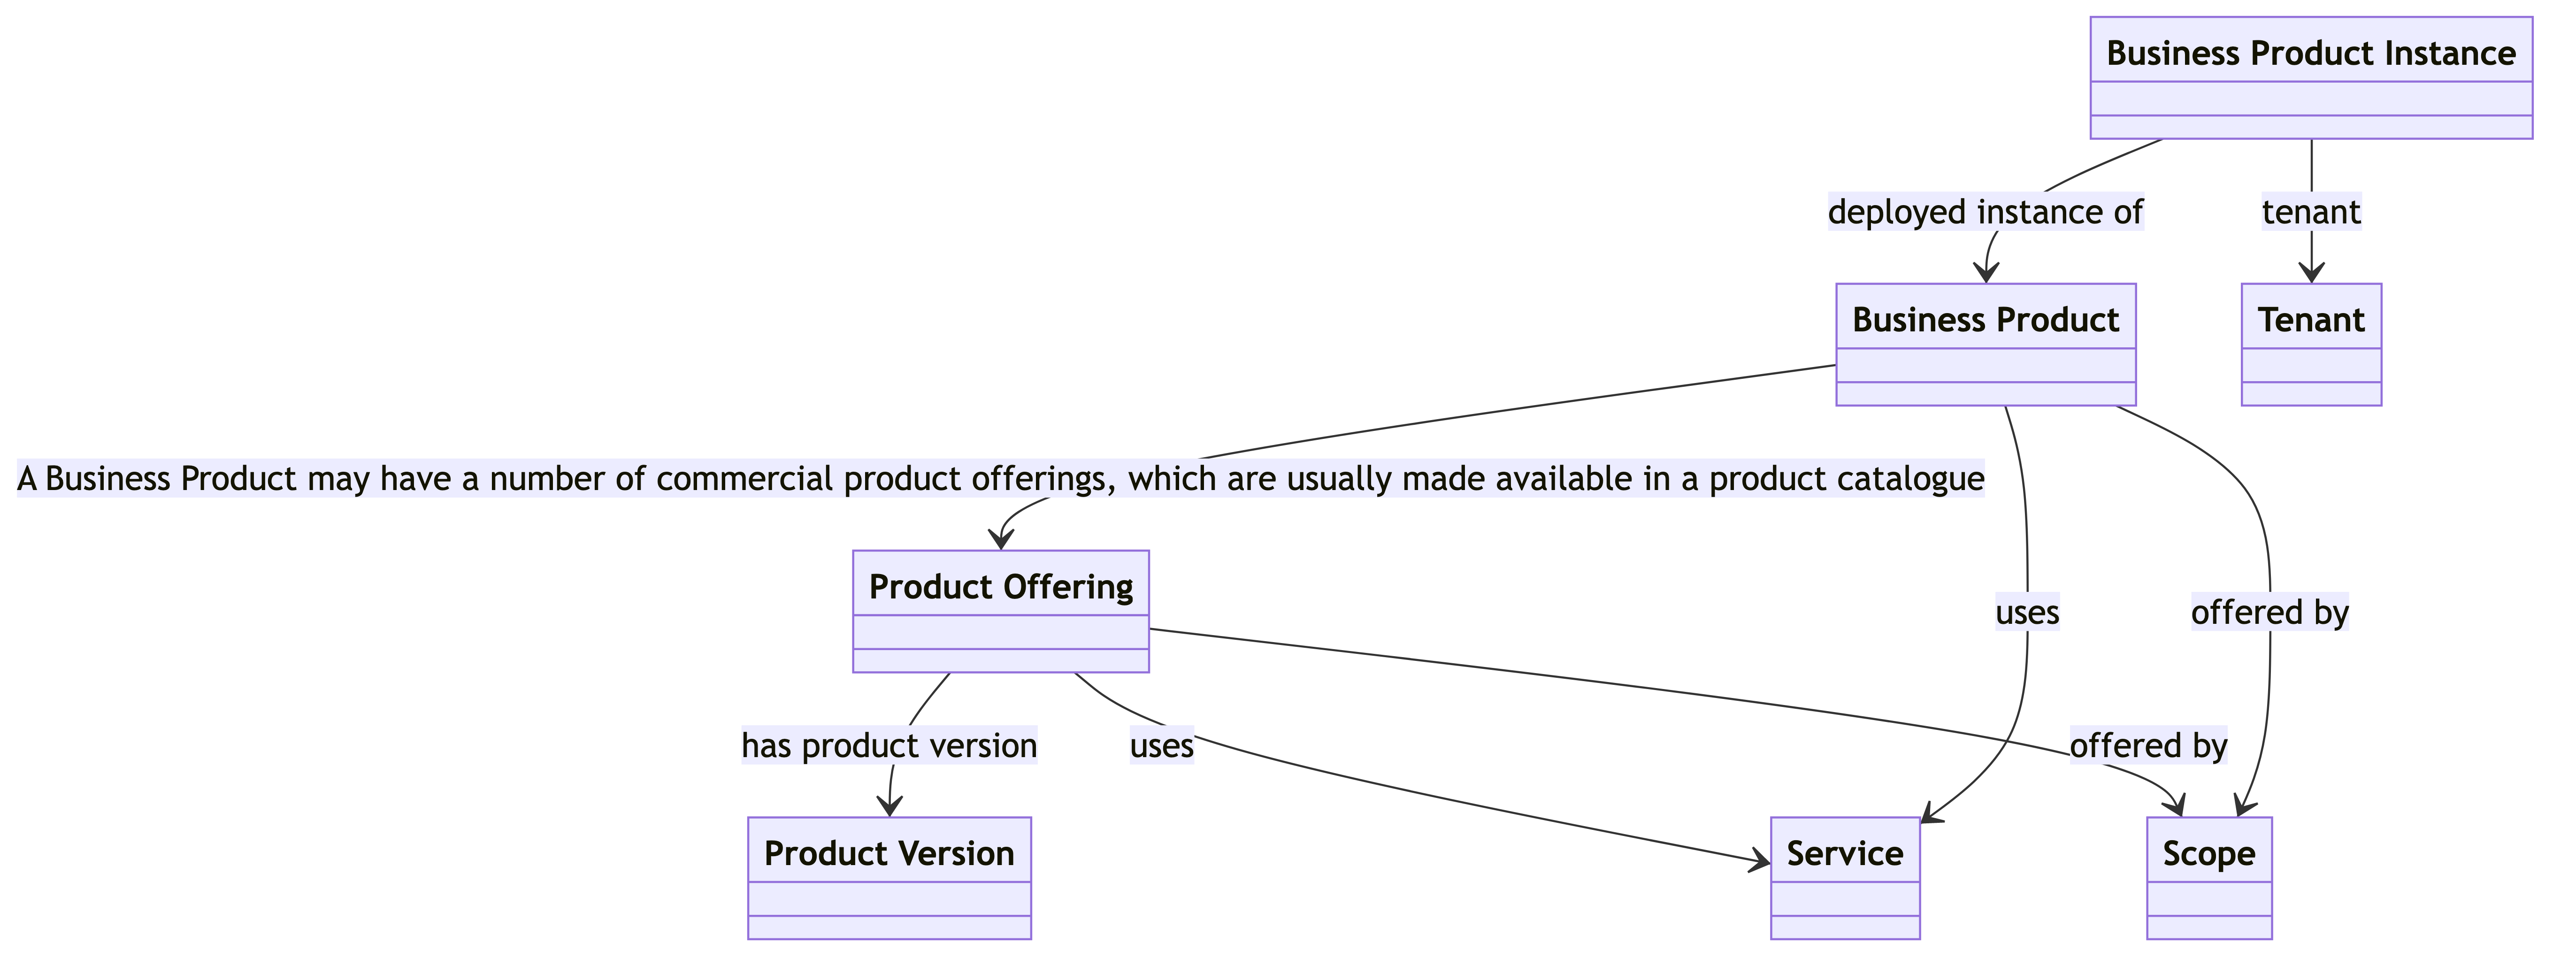 Business Product Instance
deployed instance of
tenant
Business Product
Tenant
A Business Product may have a number of commercial product offerings, which are usually made available in a product catalogue
Product Offering
uses
offered by
has product version
uses
offered by
Product Version
Service
Scope